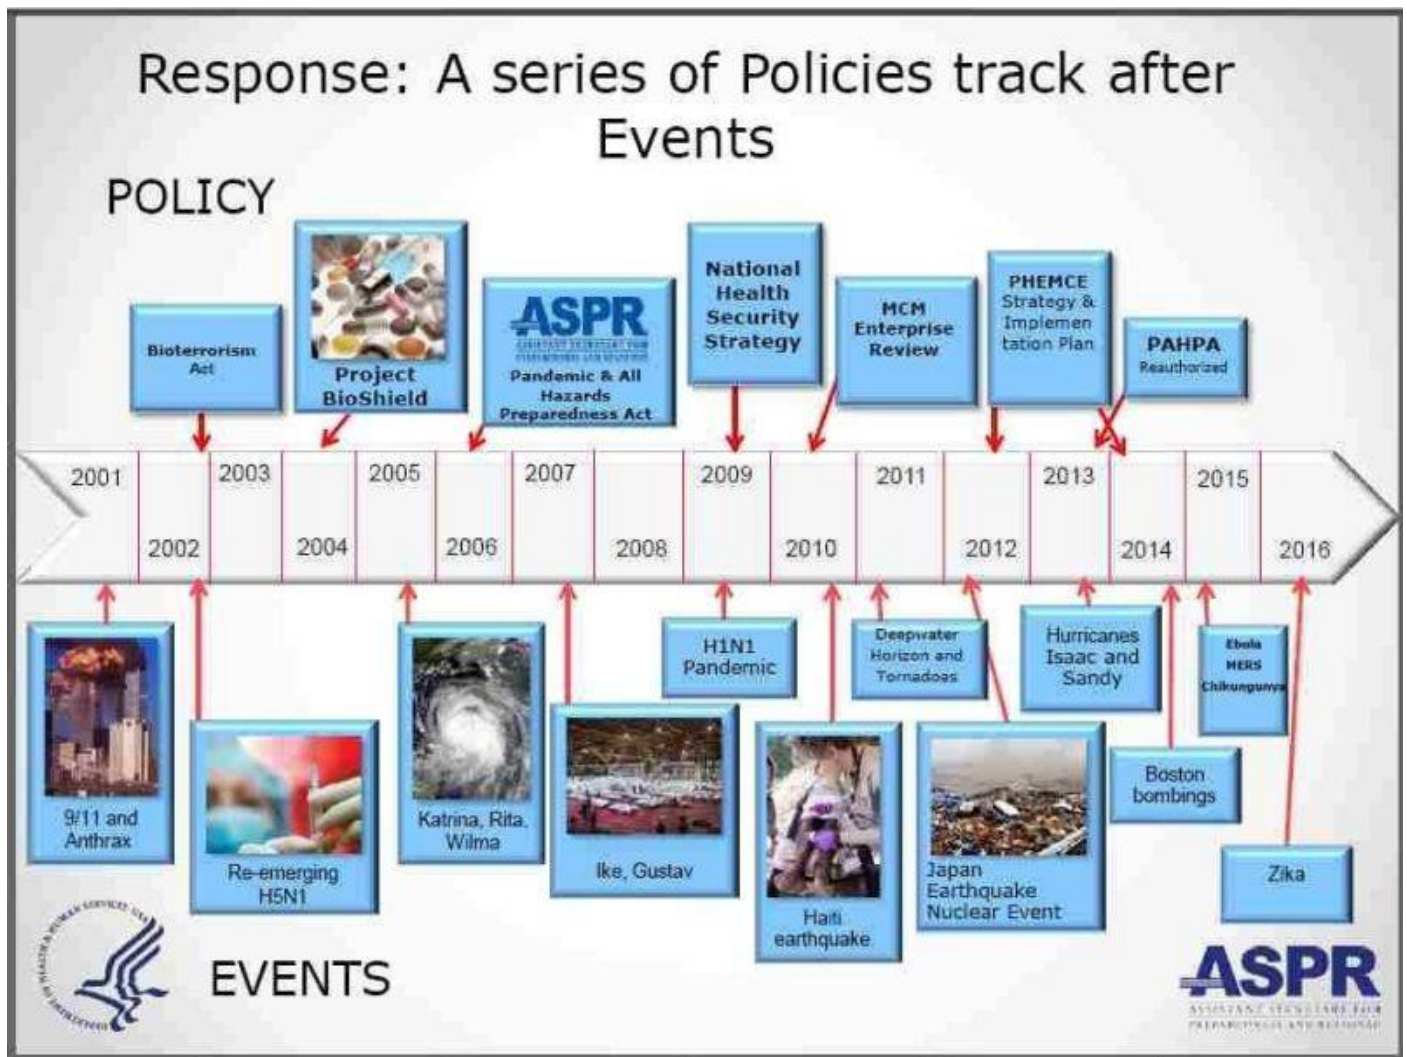 Response: A series of Policies track after
Events
POLICY
Bioterrorism
Act
Project
BioShield
ASPR
Pandemic & All
Hazards
Preparedness Act
National
Health
Security
Strategy
MCM
Enterprise
Review
PHEMCE
Strategy &
Implemen
tation Plan
PAHPA
Reauthorized
2001
2002
2003
2004
2005
2006
2007
2008
2009
2010
2011
2012
2013
2014
2015
2016
9/11 and
Anthrax
Re-emerging
H5N1
Katrina, Rita,
Wilma
Ike, Gustav
H1N1
Pandemic
Haiti
earthquake
Deepwater
Horizon and
Tornadoas
Japan
Earthquake
Nuclear Event
Hurricanes
Isaac and
Sandy
Boston
bombings
Ebola
MERS
Chikungunya
Zika
EVENTS
ASPR
ASSISTANT SECRETARY FOR